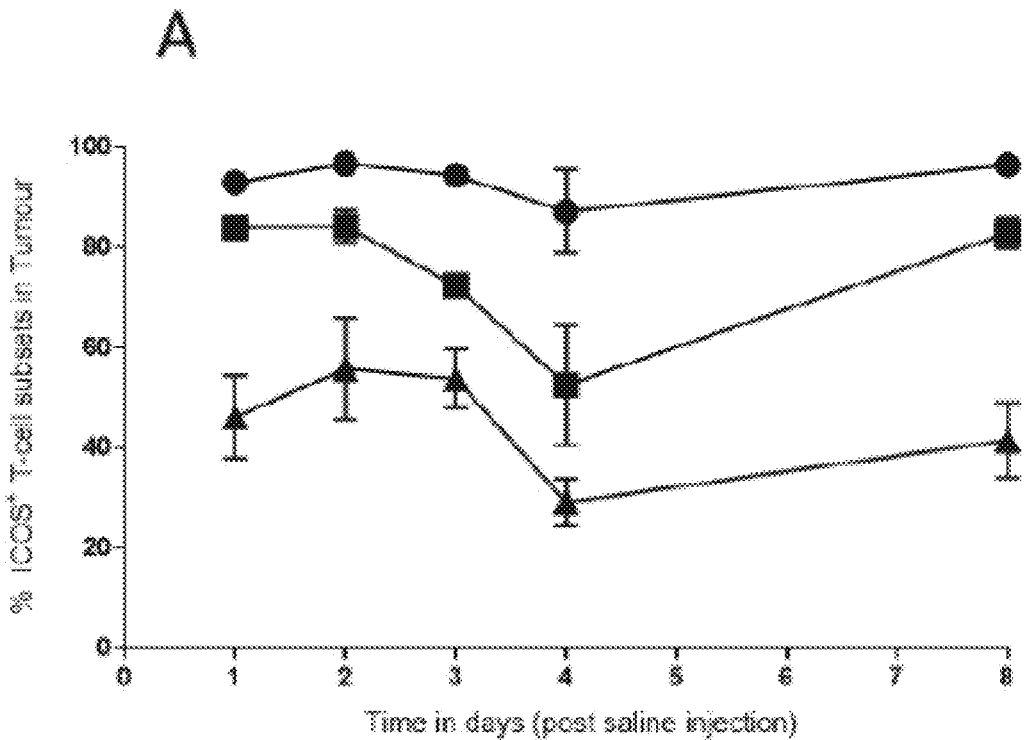 A
100
80
60
40
20
0
% ICOS⁺ T-cell subsets in Tumour
0 1 2 3 4 5 6 7 8
Time in days (post saline injection)